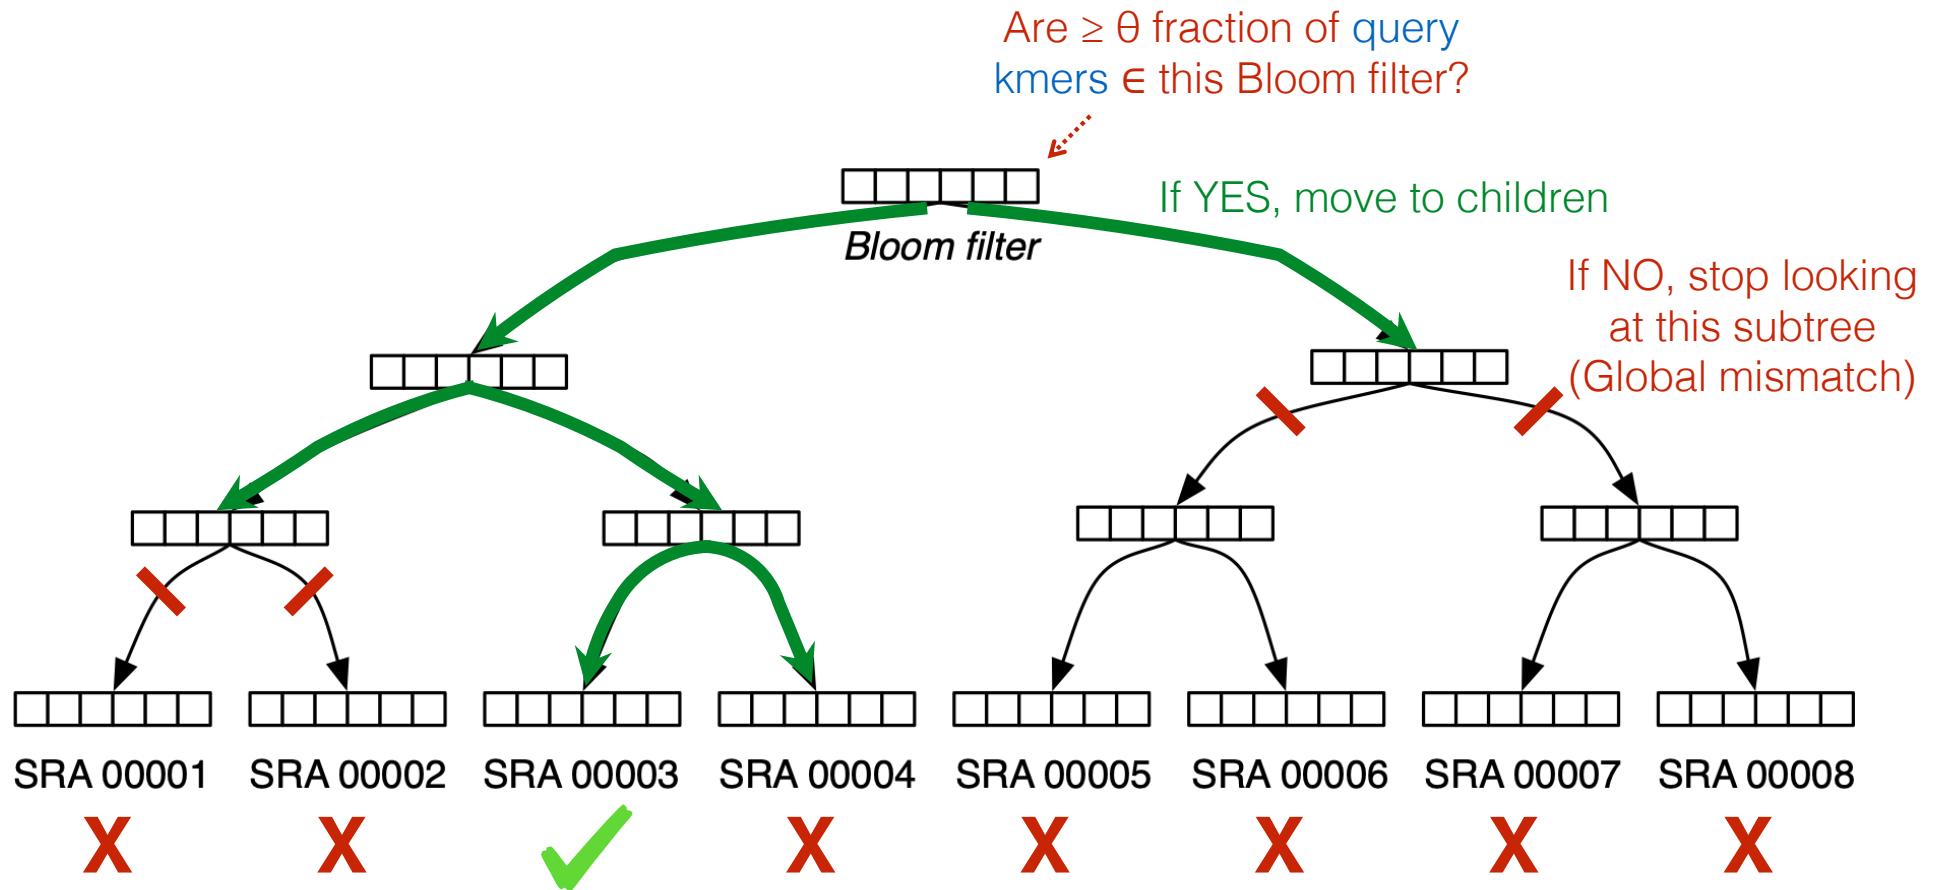 Are ≥ θ fraction of query
kmers ∈ this Bloom filter?
If YES, move to children
Bloom filter
If NO, stop looking
at this subtree
(Global mismatch)
SRA 00001 SRA 00002 SRA 00003 SRA 00004 SRA 00005 SRA 00006 SRA 00007 SRA 00008
X X ✓ X X X X X